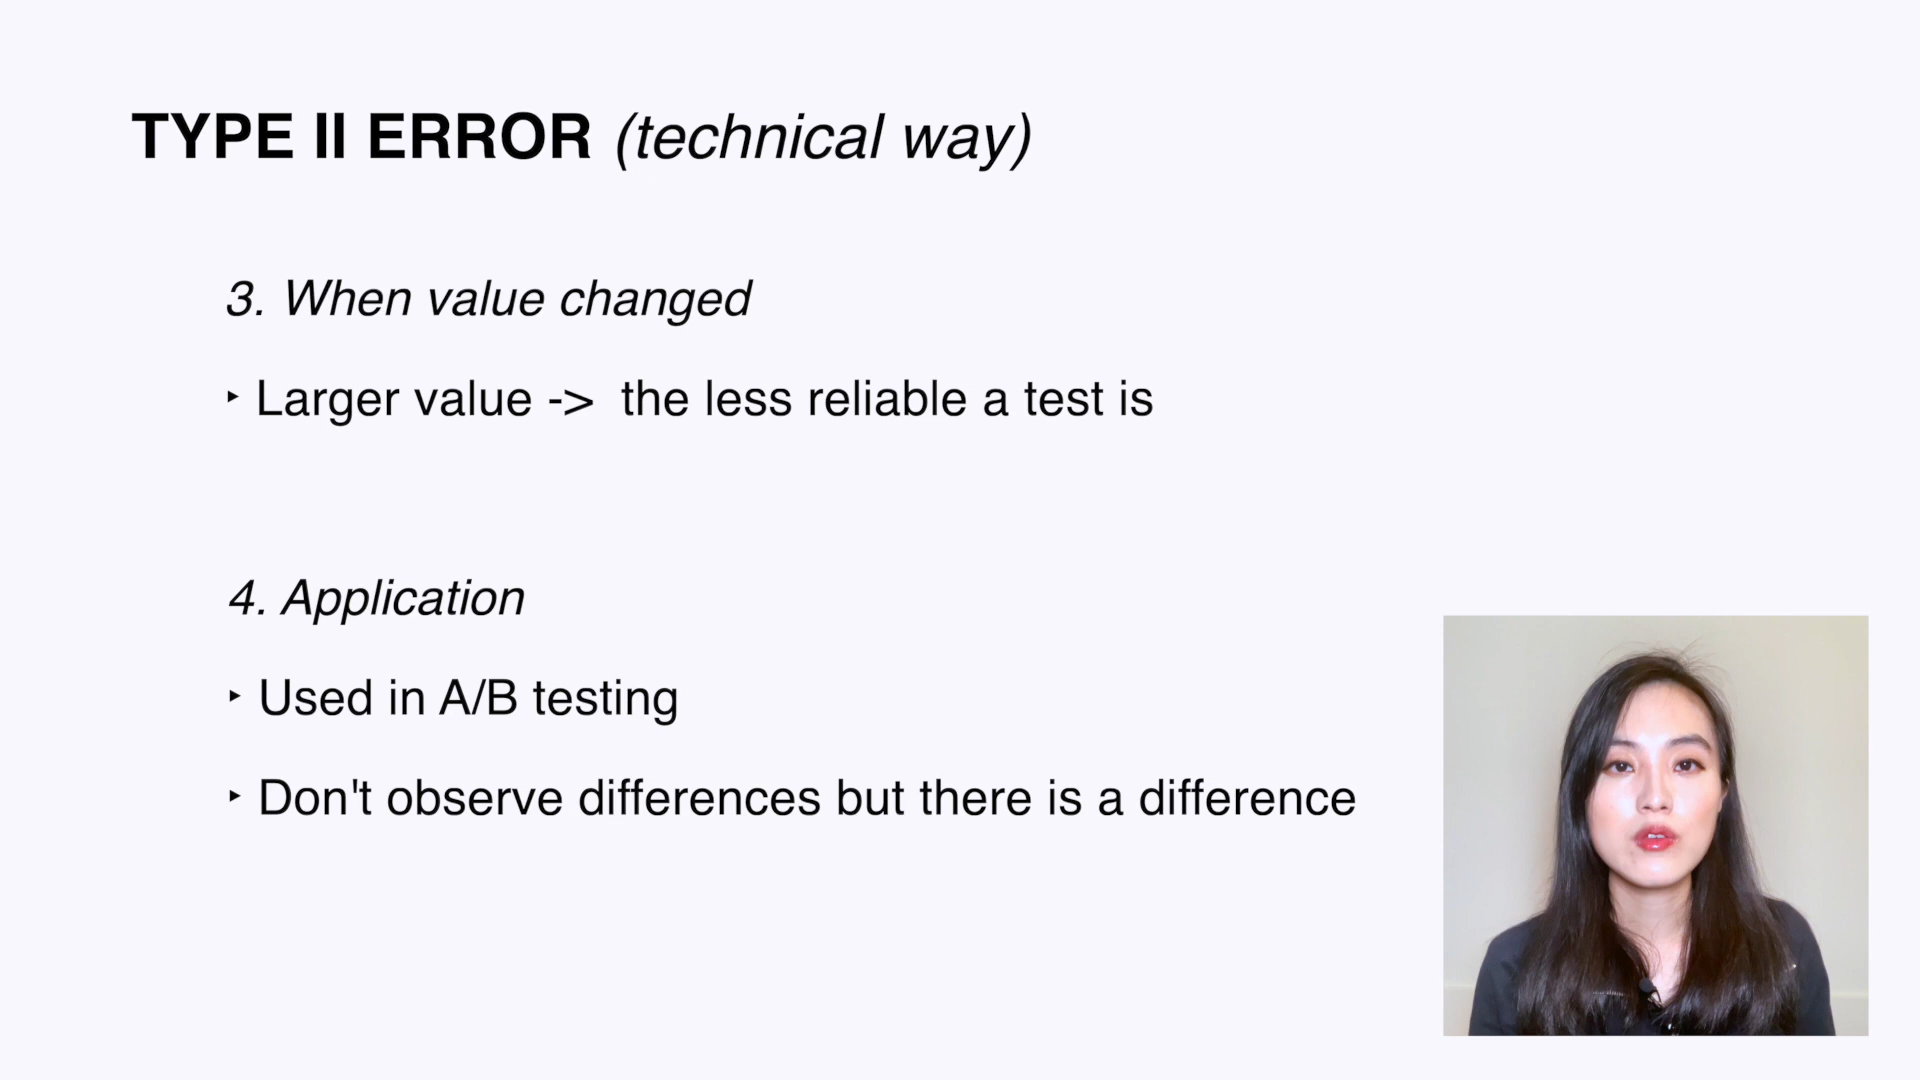 TYPE II ERROR (technical way)
3. When value changed
‣ Larger value -> the less reliable a test is
4. Application
‣ Used in A/B testing
‣ Don't observe differences but there is a difference